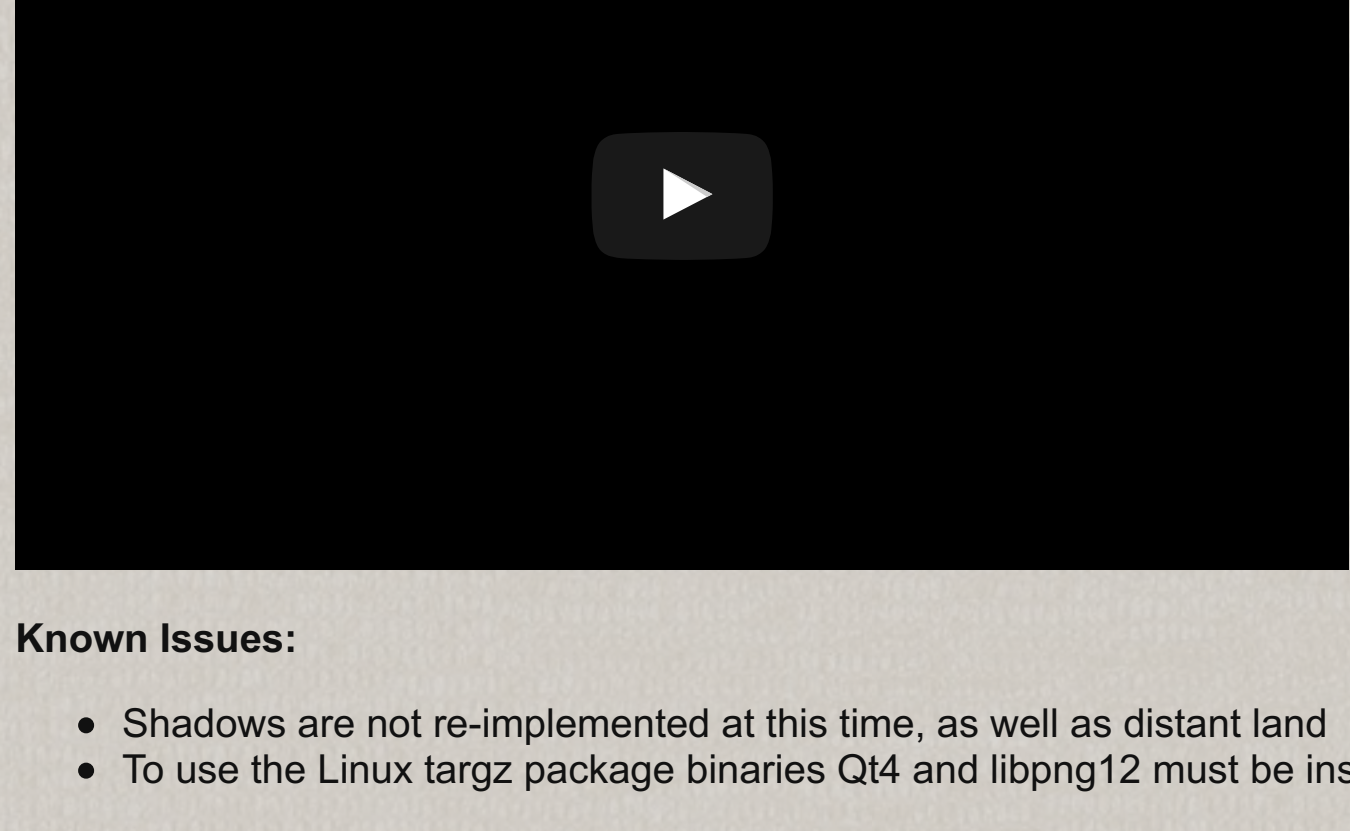 Known Issues:
Shadows are not re-implemented at this time, as well as distant land
To use the Linux targz package binaries Qt4 and libpng12 must be